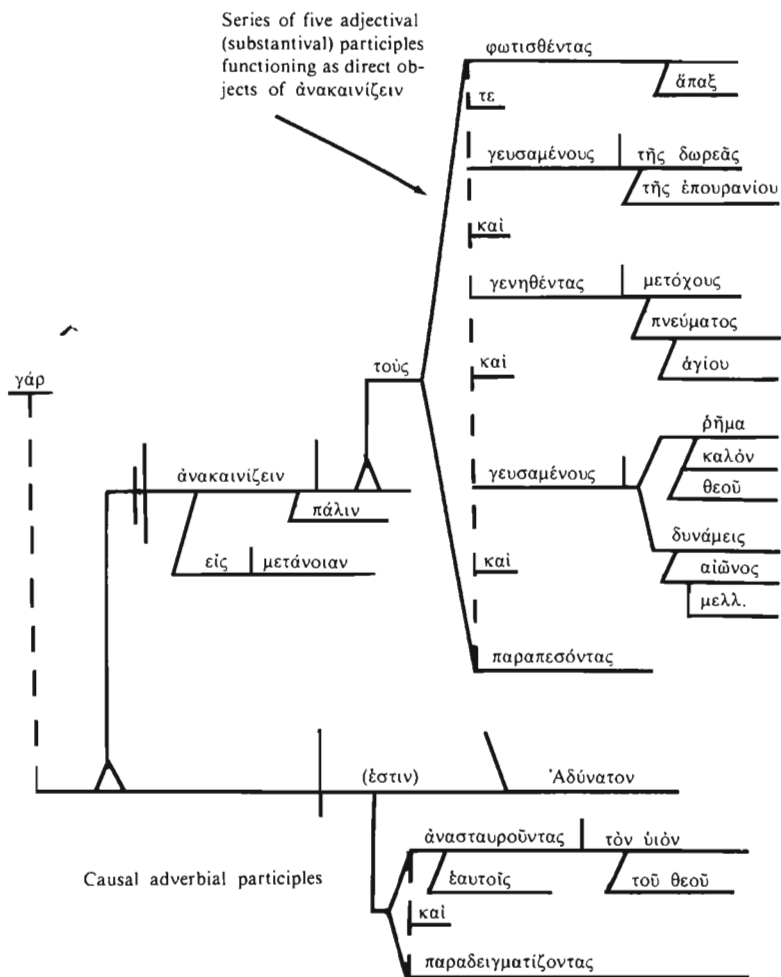 Series of five adjectival
(substantival) participles
functioning as direct ob-
jects of ἀνακαινίζειν
φωτισθέντας
ἅπαξ
τε
γευσαμένους
τῆς δωρεᾶς
τῆς ἐπουρανίου
καὶ
γενηθέντας
μετόχους
πνεύματος
ἁγίου
τοὺς
καὶ
γάρ
ῥῆμα
καλὸν
θεοῦ
ἀνακαινίζειν
γευσαμένους
πάλιν
δυνάμεις
εἰς
μετάνοιαν
καὶ
αἰῶνος
μελλ.
παραπεσόντας
(ἐστιν)
Ἀδύνατον
ἀνασταυροῦντας
τὸν ὑιὸν
Causal adverbial participles
ἑαυτοῖς
τοῦ θεοῦ
καὶ
παραδειγματίζοντας